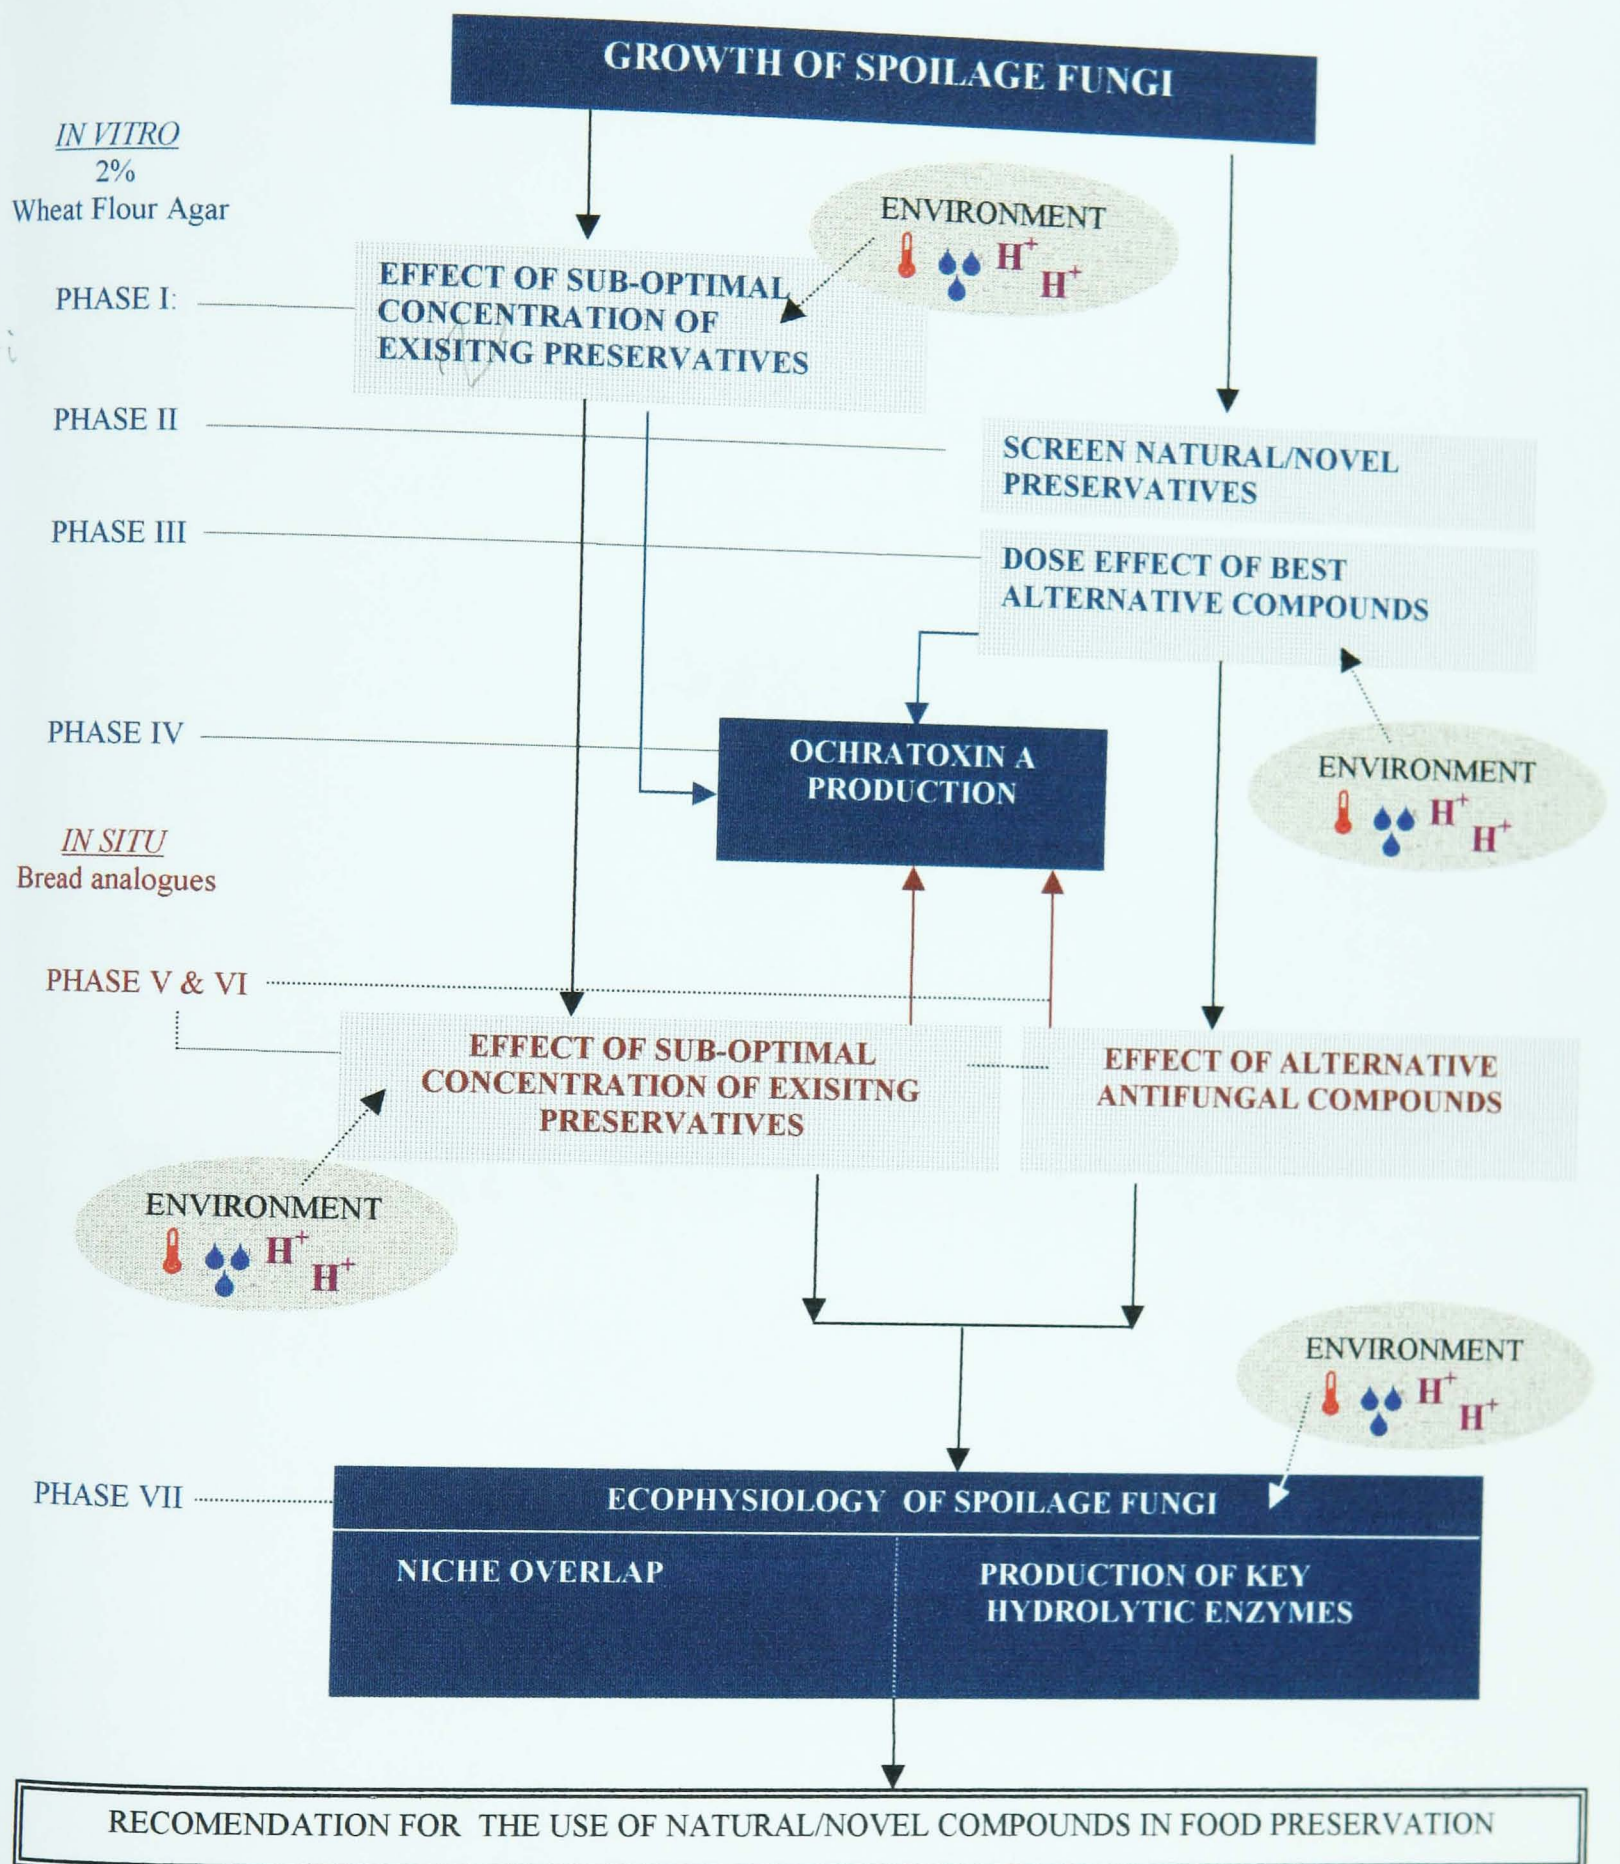 GROWTH OF SPOILAGE FUNGI
IN VITRO
2%
Wheat Flour Agar
ENVIRONMENT
H+
H+
PHASE I:
EFFECT OF SUB-OPTIMAL
CONCENTRATION OF
EXISITNG PRESERVATIVES
PHASE II
SCREEN NATURAL/NOVEL
PRESERVATIVES
PHASE III
DOSE EFFECT OF BEST
ALTERNATIVE COMPOUNDS
PHASE IV
OCHRATOXIN A
PRODUCTION
ENVIRONMENT
H+
H+
IN SITU
Bread analogues
PHASE V & VI
EFFECT OF SUB-OPTIMAL
CONCENTRATION OF EXISITNG
PRESERVATIVES
EFFECT OF ALTERNATIVE
ANTIFUNGAL COMPOUNDS
ENVIRONMENT
H+
H+
ENVIRONMENT
H+
H+
PHASE VII
ECOPHYSIOLOGY OF SPOILAGE FUNGI
NICHE OVERLAP
PRODUCTION OF KEY
HYDROLYTIC ENZYMES
RECOMENDATION FOR THE USE OF NATURAL/NOVEL COMPOUNDS IN FOOD PRESERVATION